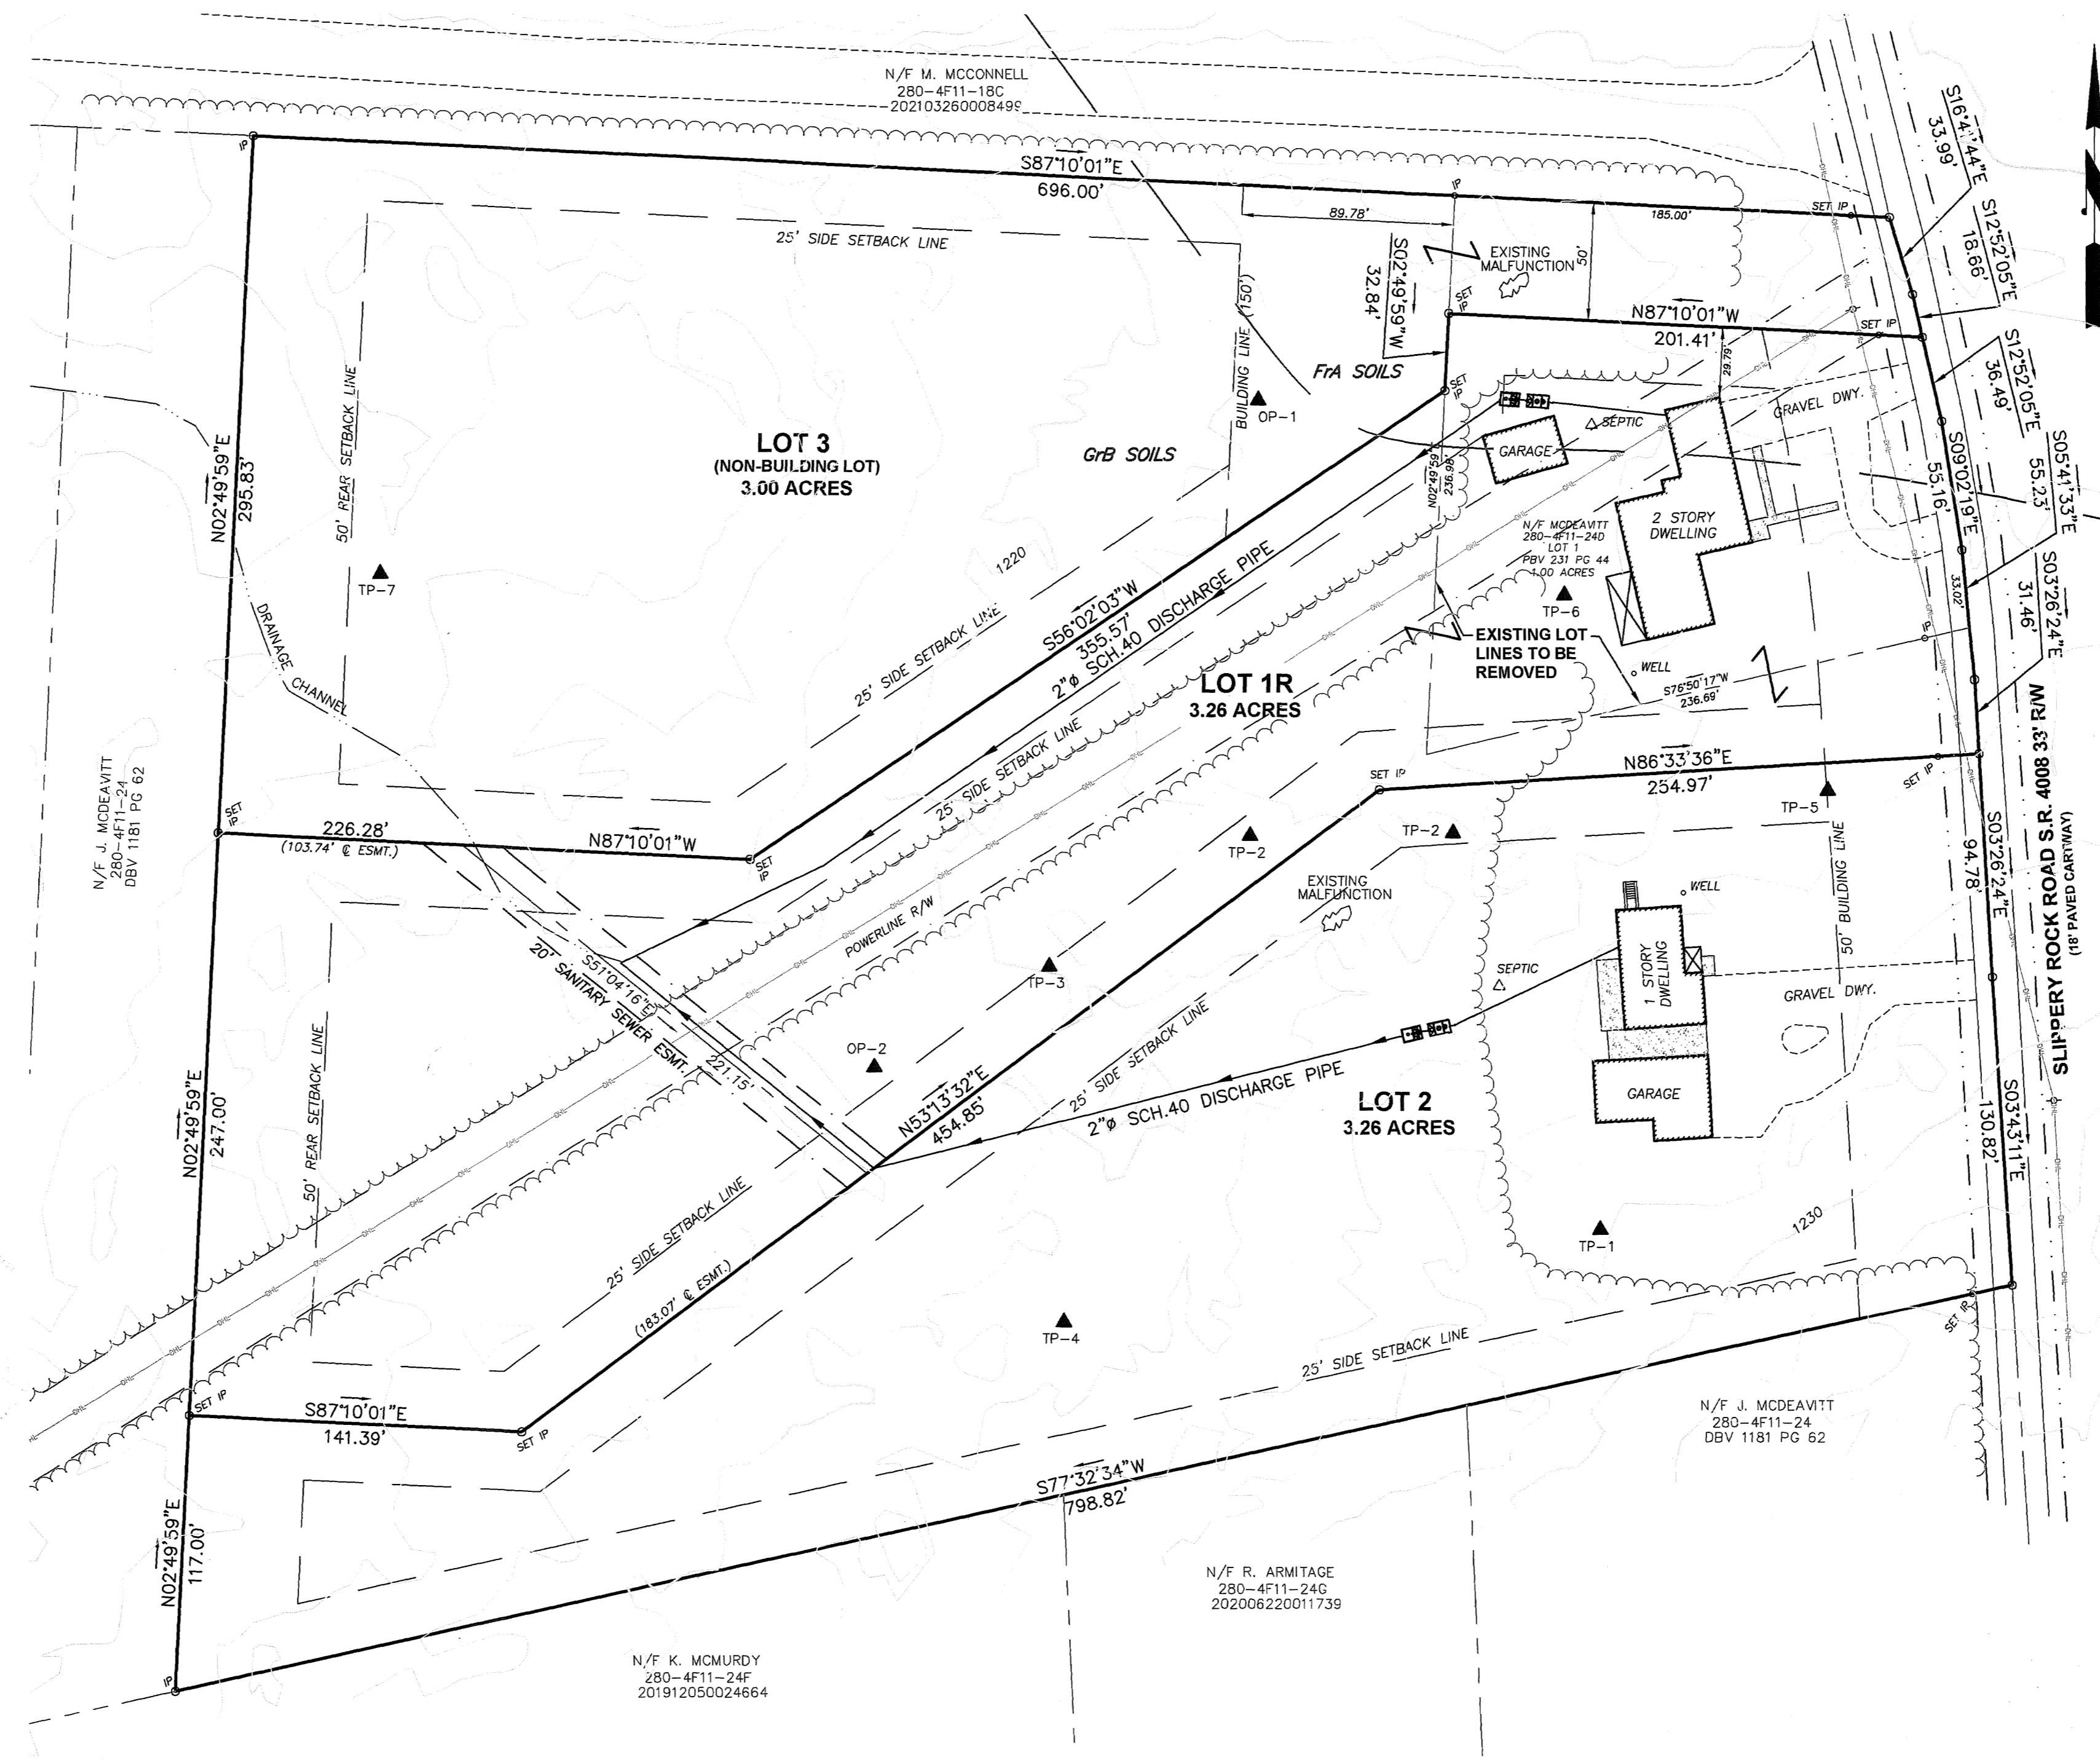 N/F M. MCCONNELL
280-4F11-18C
202103260008499
IP
S87°10'01"E
696.00'
IP
89.78'
185.00'
SET IP
S16°41'44"E
33.99'
S12°52'05"E
18.66'
25' SIDE SETBACK LINE
S02°49'59"W
32.84'
EXISTING
MALFUNCTION
50'
SET
IP
N87°10'01"W
201.41'
SET IP
S12°52'05"E
36.49'
29.79'
BUILDING LINE (150')
FrA SOILS
SET
IP
OP-1
GRAVEL DWY.
SEPTIC
GARAGE
S09°02'19"E
55.16'
S05°41'33"E
55.23'
LOT 3
(NON-BUILDING LOT)
3.00 ACRES
GrB SOILS
N02°49'59"E
295.83'
50' REAR SETBACK LINE
N02°49'59"
236.98'
N/F MCDEAVITT
280-4F11-24D
LOT 1
PBV 231 PG 44
1.00 ACRES
2 STORY
DWELLING
TP-7
1220
TP-6
33.02'
S03°26'24"E
31.46'
DRAINAGE CHANNEL
25' SIDE SETBACK LINE
S56°02'03"W
355.57'
2"ø SCH.40 DISCHARGE PIPE
EXISTING LOT
LINES TO BE
REMOVED
WELL
IP
S76°50'17"W
236.69'
LOT 1R
3.26 ACRES
N/F J. MCDEAVITT
280-4F11-24
DBV 1181 PG 62
25' SIDE SETBACK LINE
SET
IP
226.28'
(103.74' ℄ ESMT.)
N87°10'01"W
SET
IP
SET IP
N86°33'36"E
254.97'
SET IP
TP-2
TP-2
TP-5
SLIPPERY ROCK ROAD S.R. 4008 33' R/W
(18' PAVED CARTWAY)
S03°26'24"E
94.78'
50' BUILDING LINE
EXISTING
MALFUNCTION
WELL
POWERLINE R/W
1 STORY
DWELLING
S51°04'16"E
221.15'
20' SANITARY SEWER ESMT.
TP-3
SEPTIC
GRAVEL DWY.
OP-2
25' SIDE SETBACK LINE
50' REAR SETBACK LINE
N02°49'59"E
247.00'
N53°13'32"E
454.85'
2"ø SCH.40 DISCHARGE PIPE
LOT 2
3.26 ACRES
GARAGE
S03°43'11"E
130.82'
25' SIDE SETBACK LINE
TP-1
1230
(183.07' ℄ ESMT.)
TP-4
SET IP
25' SIDE SETBACK LINE
SET IP
S87°10'01"E
141.39'
SET IP
N/F J. MCDEAVITT
280-4F11-24
DBV 1181 PG 62
S77°32'34"W
798.82'
N02°49'59"E
117.00'
N/F R. ARMITAGE
280-4F11-24G
202006220011739
IP
N/F K. MCMURDY
280-4F11-24F
201912050024664
OHL